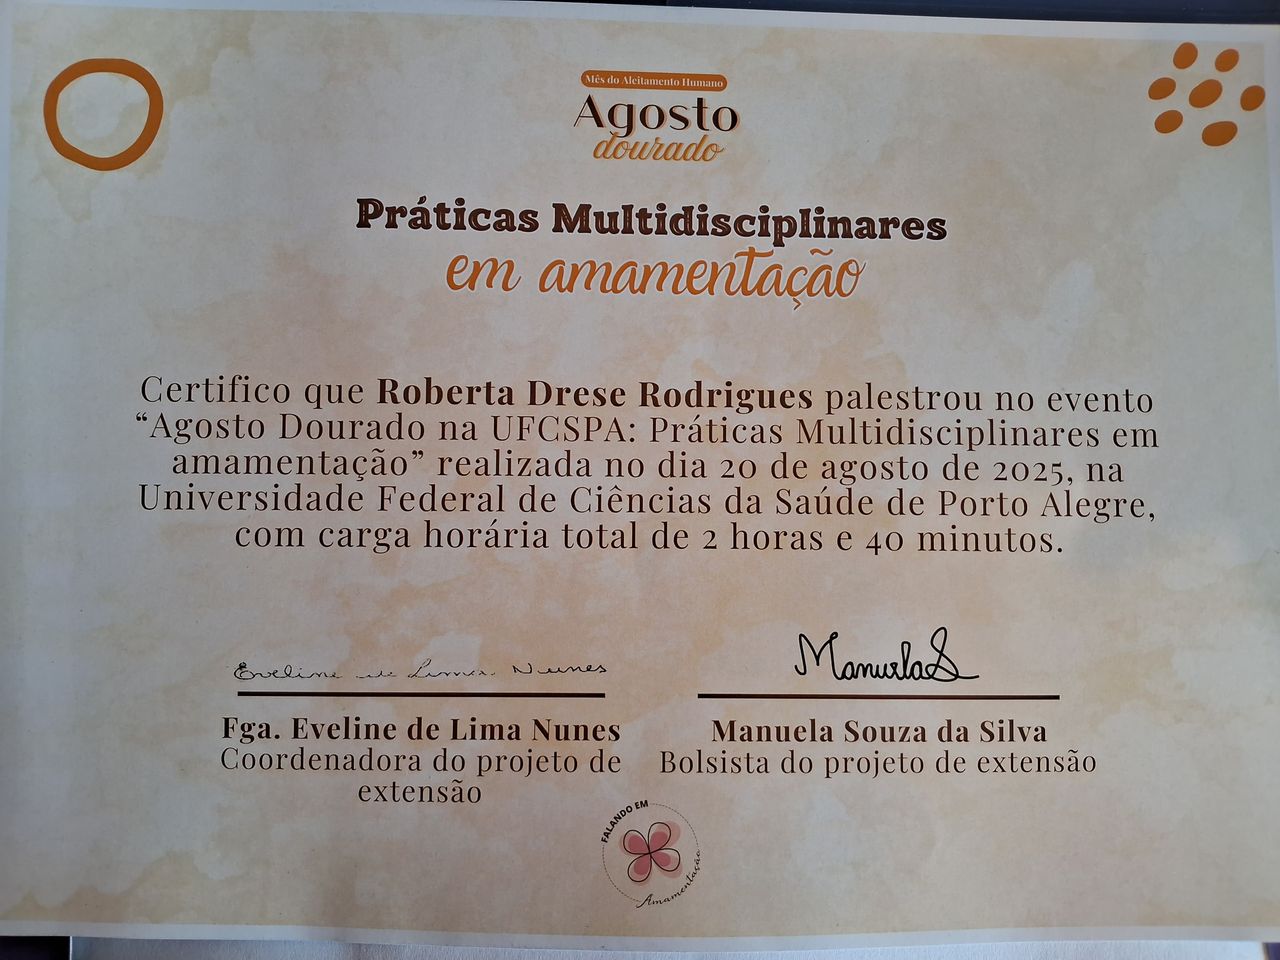 Mês do Aleitamento Humano
Agosto
dourado
Práticas Multidisciplinares
em amamentação
Certifico que Roberta Drese Rodrigues palestrou no evento
“Agosto Dourado na UFCSPA: Práticas Multidisciplinares em
amamentação” realizada no dia 20 de agosto de 2025, na
Universidade Federal de Ciências da Saúde de Porto Alegre,
com carga horária total de 2 horas e 40 minutos.
Eveline de Lima Nunes
ManuelaS
Fga. Eveline de Lima Nunes
Coordenadora do projeto de
extensão
Manuela Souza da Silva
Bolsista do projeto de extensão
FALANDO EM
Amamentação